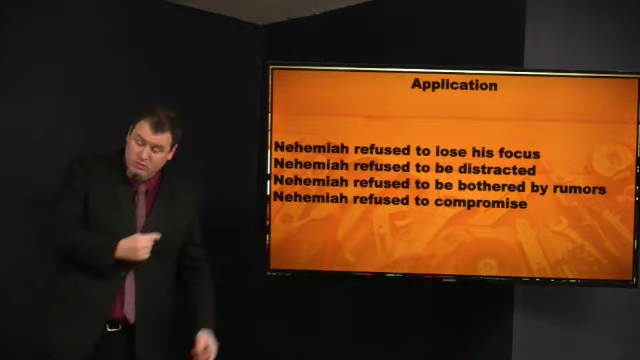 Application
Nehemiah refused to lose his focus
Nehemiah refused to be distracted
Nehemiah refused to be bothered by rumors
Nehemiah refused to compromise